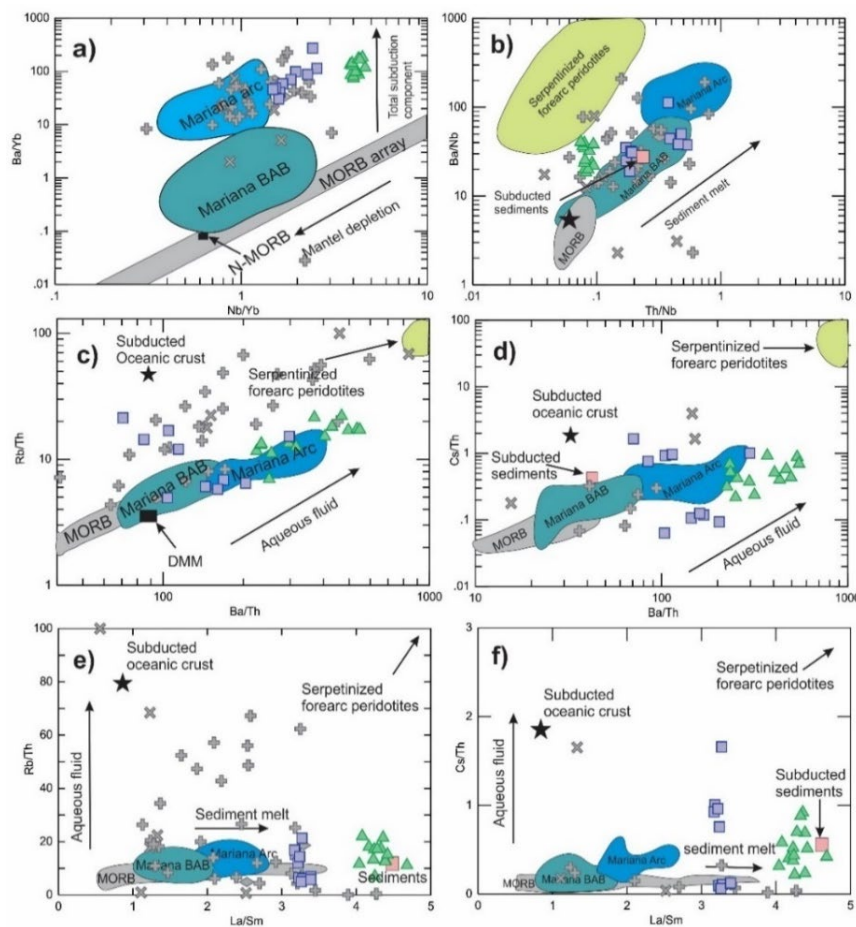 a)
1000
100
10
1
0.1
.01
Ba/Yb
Mariana arc
Mariana BAB
Total subduction
component
MORB array
N-MORB
Mantel depletion
.1
1
10
Nb/Yb
b)
1000
100
10
1
.1
Ba/Nb
Serpentinized
forearc peridotites
Mariana Arc
Mariana BAB
Subducted
sediments
Sediment melt
MORB
.01
.1
1
10
Th/Nb
c)
100
10
1
Rb/Th
Subducted
Oceanic crust
Serpentinized
forearc peridotites
Mariana BAB
Mariana Arc
MORB
DMM
Aqueous fluid
40
100
1000
Ba/Th
d)
100
10
1
.1
.01
Cs/Th
Serpentinized
forearc peridotites
Subducted
oceanic crust
Subducted
sediments
Mariana BAB
Mariana Arc
MORB
Aqueous fluid
10
100
1000
Ba/Th
e)
100
80
60
40
20
0
Rb/Th
Subducted
oceanic crust
Serpetinized
forearc peridotites
Aqueous fluid
Sediment melt
Mariana BAB
Mariana Arc
MORB
Sediments
0
1
2
3
4
5
La/Sm
f)
3
2
1
0
Cs/Th
Serpetinized
forearc peridotites
Subducted
oceanic crust
Aqueous fluid
Subducted
sediments
Mariana Arc
sediment melt
MORB
Mariana BAB
0
1
2
3
4
5
La/Sm